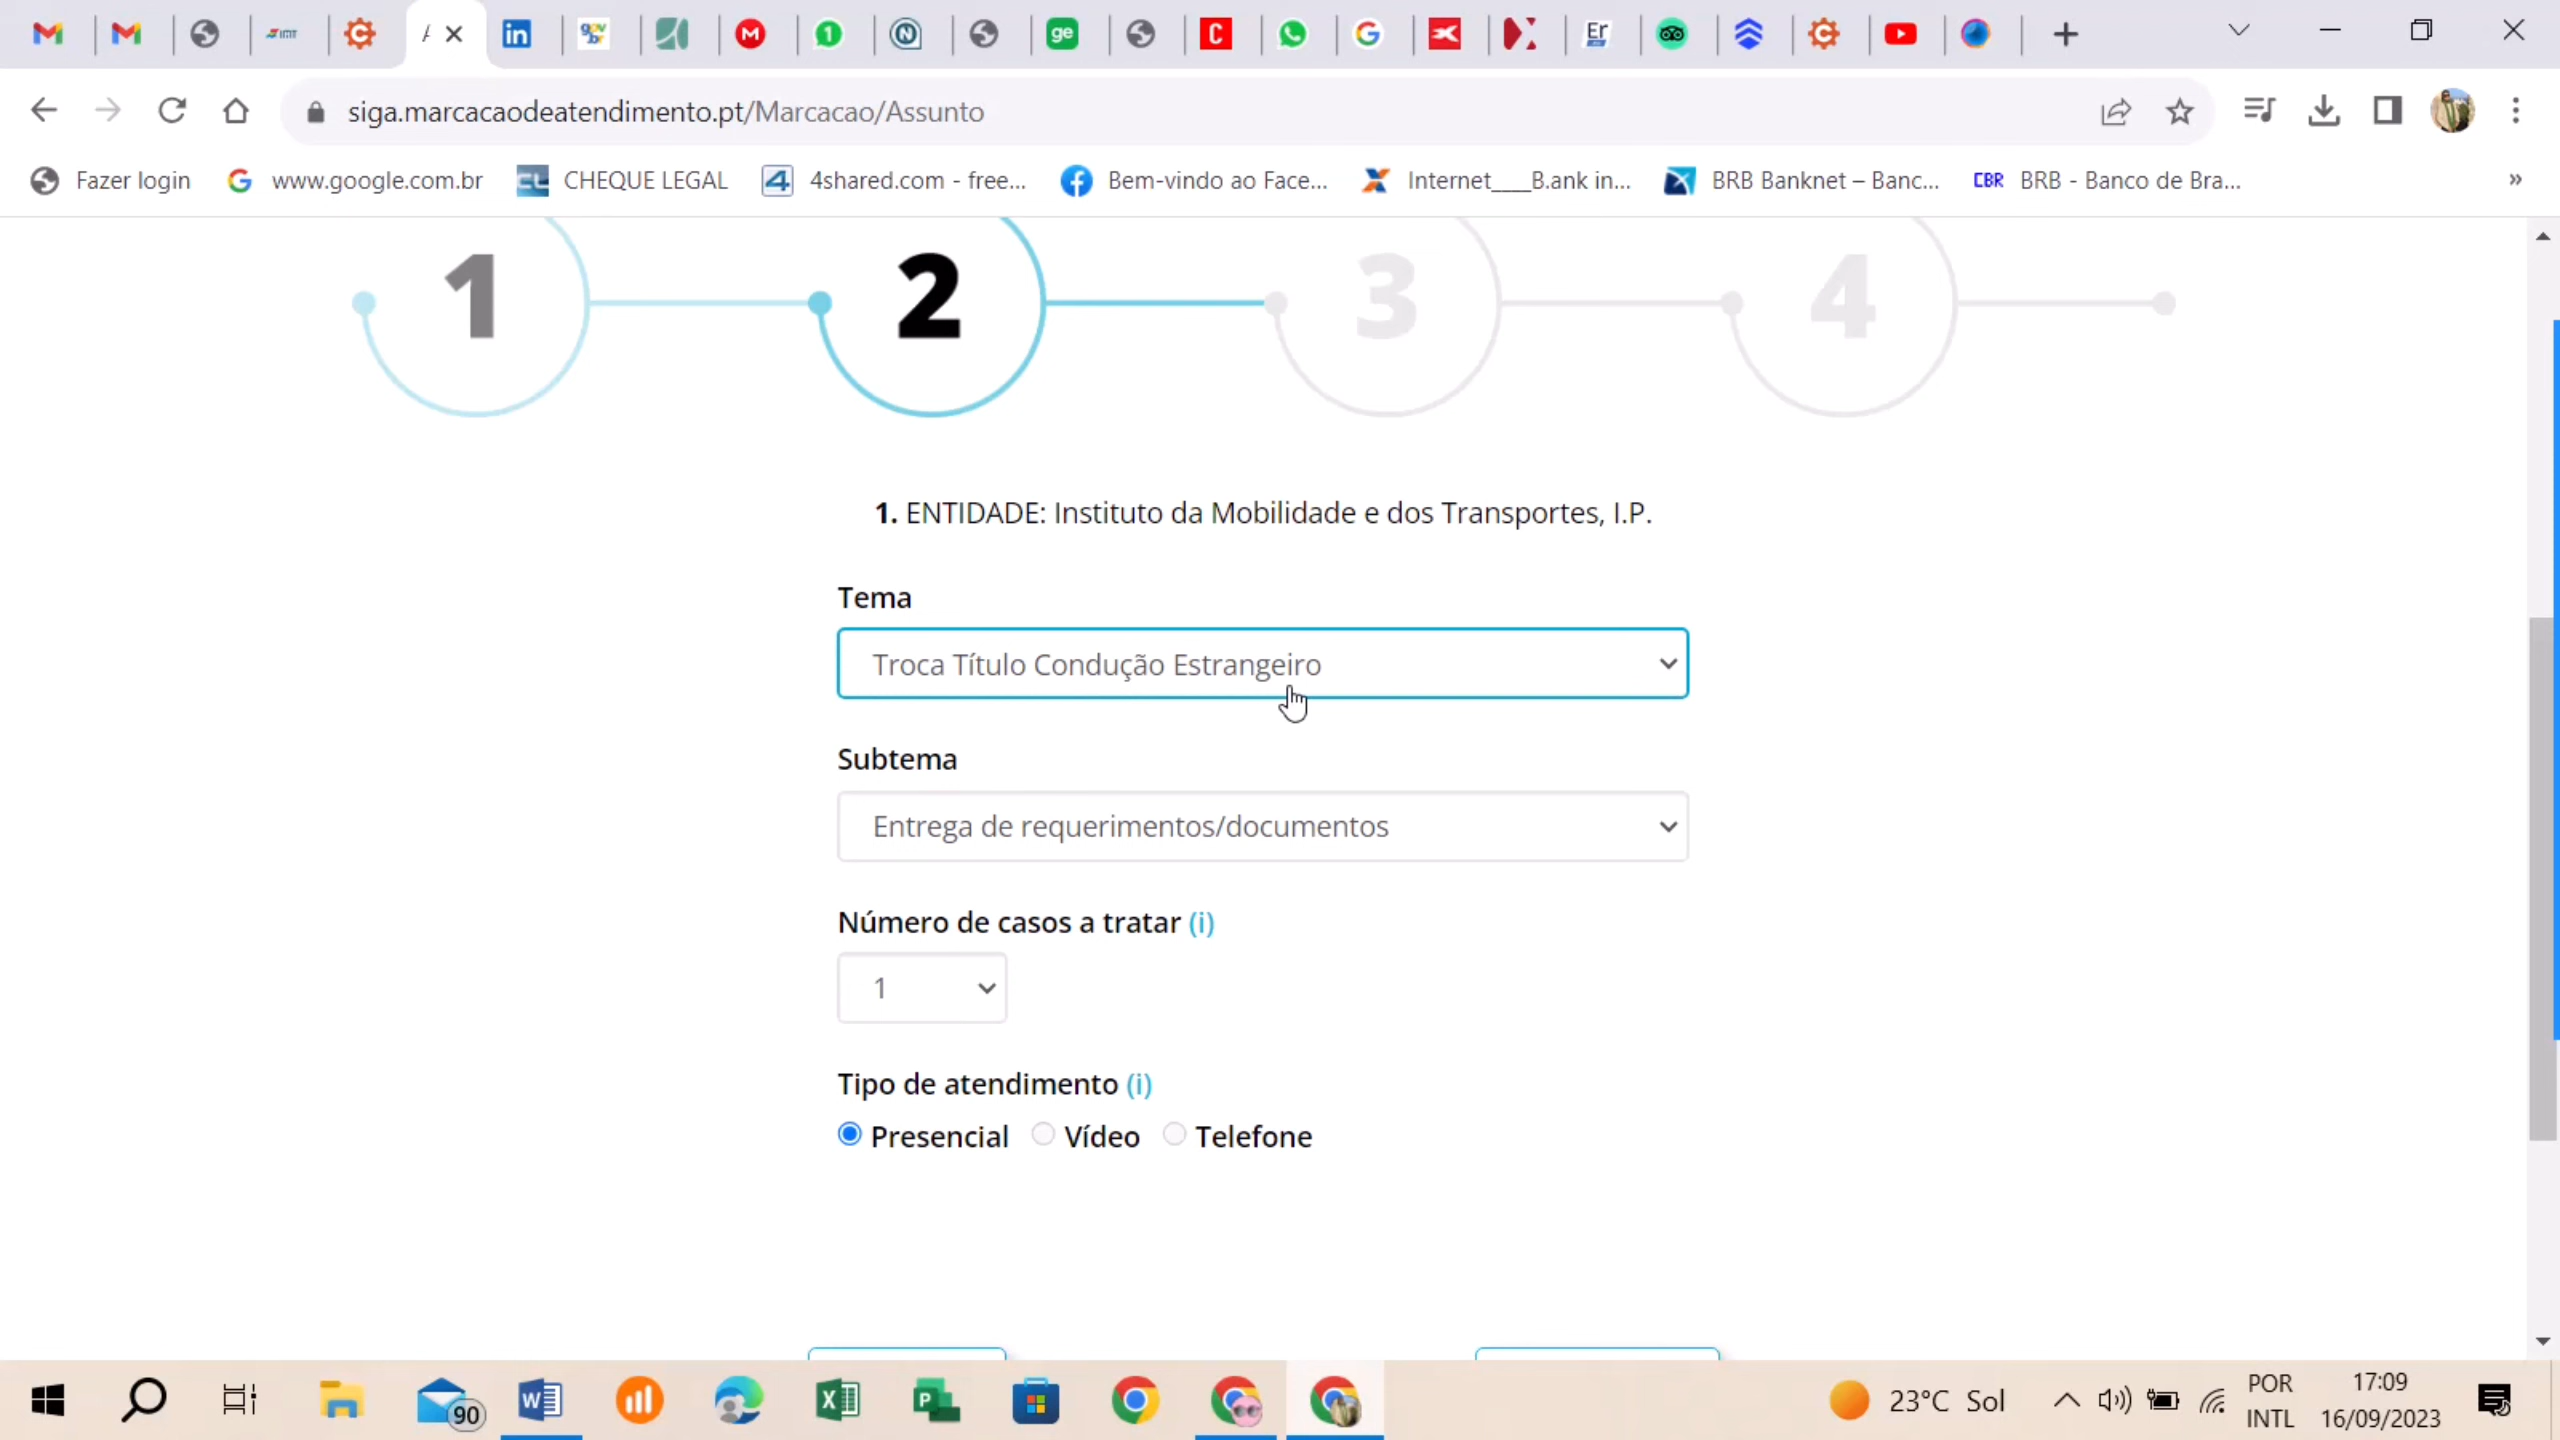 siga.marcacaodeatendimento.pt/Marcacao/Assunto
Fazer login www.google.com.br CHEQUE LEGAL 4shared.com - free... Bem-vindo ao Face... Internet____B.ank in... BRB Banknet – Banc... CBR BRB - Banco de Bra... »
1 2 3 4
1. ENTIDADE: Instituto da Mobilidade e dos Transportes, I.P.
Tema
Troca Título Condução Estrangeiro
Subtema
Entrega de requerimentos/documentos
Número de casos a tratar (i)
1
Tipo de atendimento (i)
Presencial Vídeo Telefone
90 23°C Sol POR INTL 17:09 16/09/2023